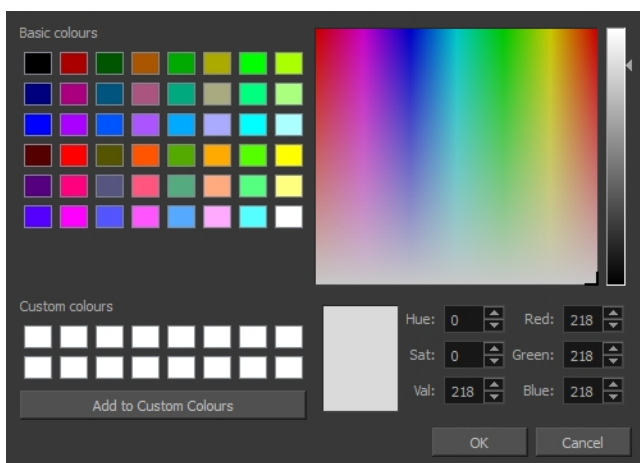 Basic colours
Custom colours
Add to Custom Colours
Hue: 0 Red: 218
Sat: 0 Green: 218
Val: 218 Blue: 218
OK Cancel